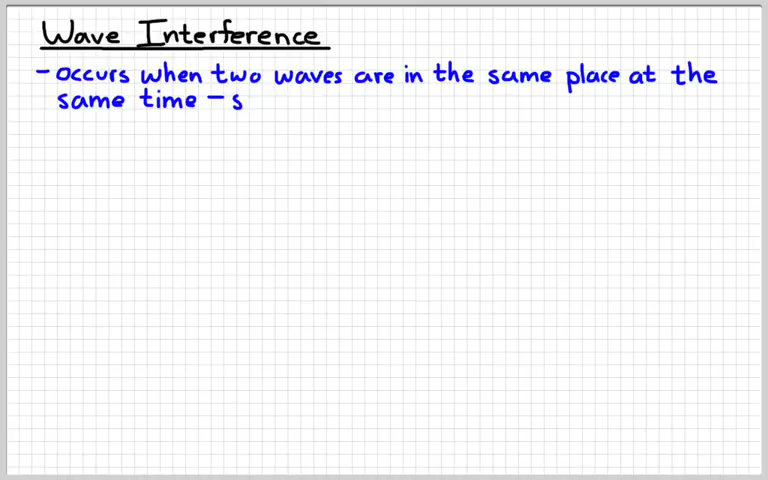 Wave Interference
- occurs when two waves are in the same place at the
same time - s